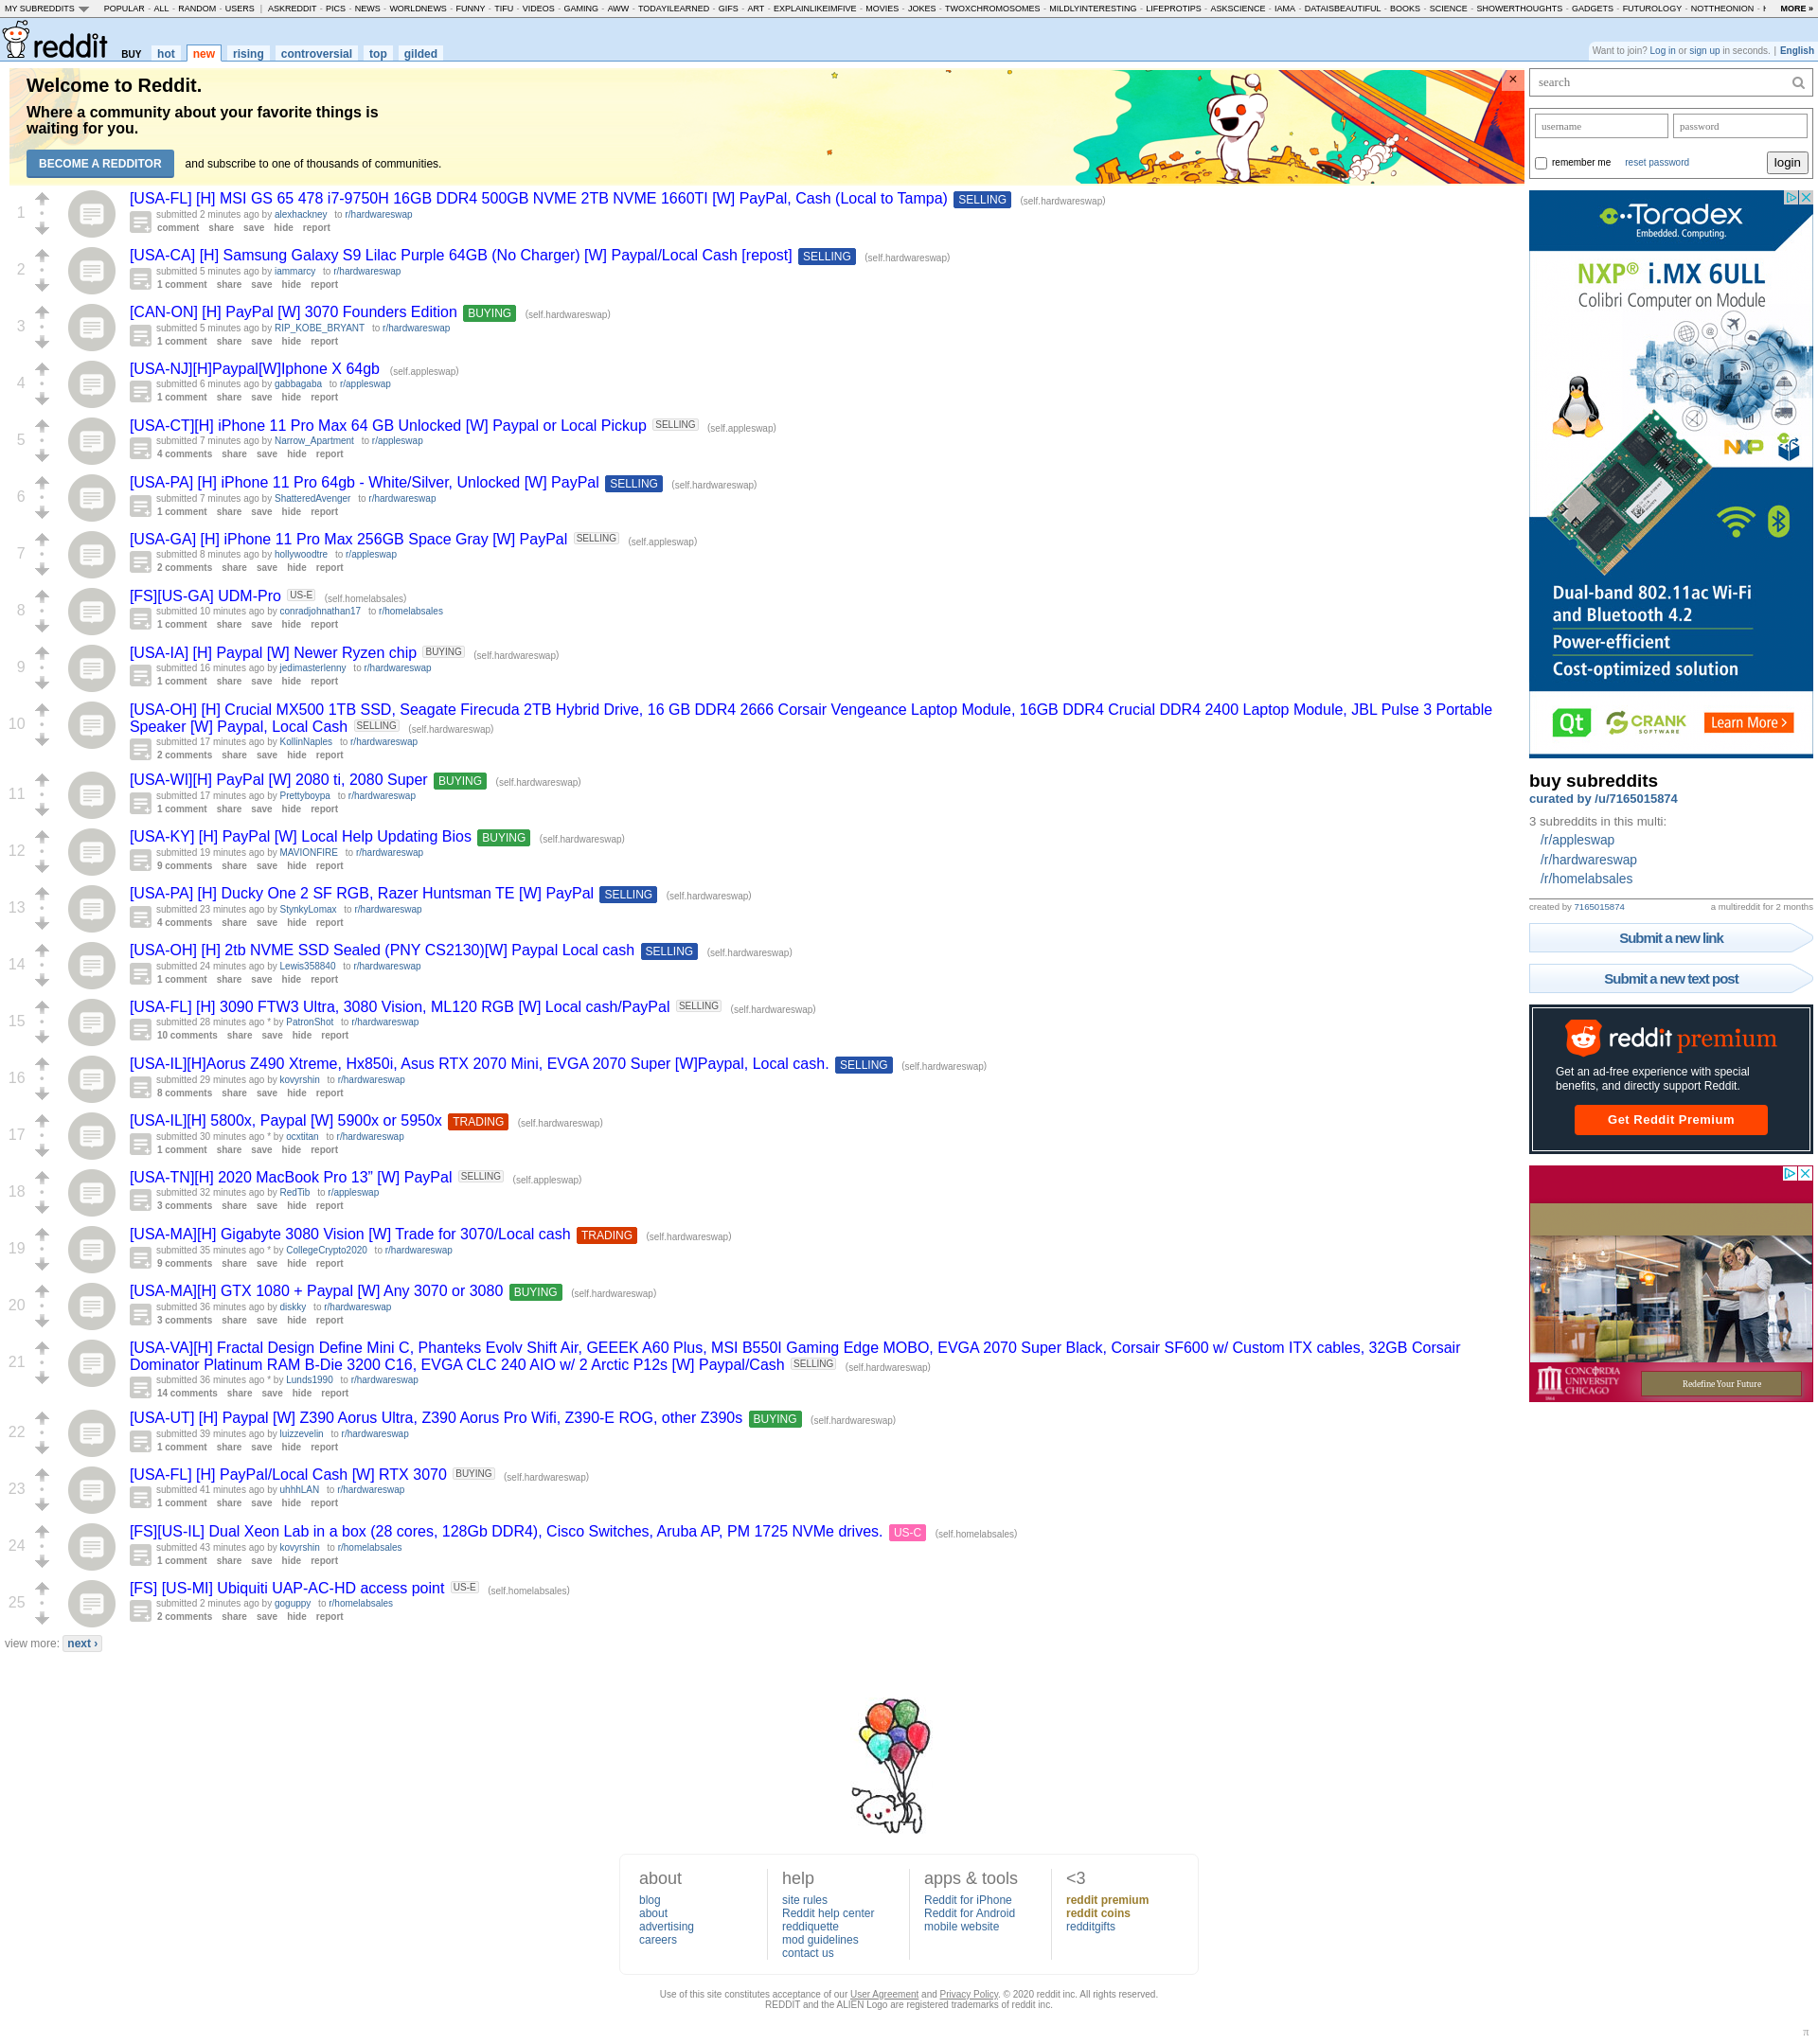 MY SUBREDDITS POPULAR - ALL - RANDOM - USERS | ASKREDDIT - PICS - NEWS - WORLDNEWS - FUNNY - TIFU - VIDEOS - GAMING - AWW - TODAYILEARNED - GIFS - ART - EXPLAINLIKEIMFIVE - MOVIES - JOKES - TWOXCHROMOSOMES - MILDLYINTERESTING - LIFEPROTIPS - ASKSCIENCE - IAMA - DATAISBEAUTIFUL - BOOKS - SCIENCE - SHOWERTHOUGHTS - GADGETS - FUTUROLOGY - NOTTHEONION - MORE »
reddit BUY hot new rising controversial top gilded
Want to join? Log in or sign up in seconds. | English
Welcome to Reddit.
Where a community about your favorite things is
waiting for you.
BECOME A REDDITOR and subscribe to one of thousands of communities.
1 [USA-FL] [H] MSI GS 65 478 i7-9750H 16GB DDR4 500GB NVME 2TB NVME 1660TI [W] PayPal, Cash (Local to Tampa) SELLING (self.hardwareswap)
submitted 2 minutes ago by alexhackney to r/hardwareswap
comment share save hide report
2 [USA-CA] [H] Samsung Galaxy S9 Lilac Purple 64GB (No Charger) [W] Paypal/Local Cash [repost] SELLING (self.hardwareswap)
submitted 5 minutes ago by iammarcy to r/hardwareswap
1 comment share save hide report
3 [CAN-ON] [H] PayPal [W] 3070 Founders Edition BUYING (self.hardwareswap)
submitted 5 minutes ago by RIP_KOBE_BRYANT to r/hardwareswap
1 comment share save hide report
4 [USA-NJ][H]Paypal[W]Iphone X 64gb (self.appleswap)
submitted 6 minutes ago by gabbagaba to r/appleswap
1 comment share save hide report
5 [USA-CT][H] iPhone 11 Pro Max 64 GB Unlocked [W] Paypal or Local Pickup SELLING (self.appleswap)
submitted 7 minutes ago by Narrow_Apartment to r/appleswap
4 comments share save hide report
6 [USA-PA] [H] iPhone 11 Pro 64gb - White/Silver, Unlocked [W] PayPal SELLING (self.hardwareswap)
submitted 7 minutes ago by ShatteredAvenger to r/hardwareswap
1 comment share save hide report
7 [USA-GA] [H] iPhone 11 Pro Max 256GB Space Gray [W] PayPal SELLING (self.appleswap)
submitted 8 minutes ago by hollywoodtre to r/appleswap
2 comments share save hide report
8 [FS][US-GA] UDM-Pro US-E (self.homelabsales)
submitted 10 minutes ago by conradjohnathan17 to r/homelabsales
1 comment share save hide report
9 [USA-IA] [H] Paypal [W] Newer Ryzen chip BUYING (self.hardwareswap)
submitted 16 minutes ago by jedimasterlenny to r/hardwareswap
1 comment share save hide report
10 [USA-OH] [H] Crucial MX500 1TB SSD, Seagate Firecuda 2TB Hybrid Drive, 16 GB DDR4 2666 Corsair Vengeance Laptop Module, 16GB DDR4 Crucial DDR4 2400 Laptop Module, JBL Pulse 3 Portable
Speaker [W] Paypal, Local Cash SELLING (self.hardwareswap)
submitted 17 minutes ago by KollinNaples to r/hardwareswap
2 comments share save hide report
11 [USA-WI][H] PayPal [W] 2080 ti, 2080 Super BUYING (self.hardwareswap)
submitted 17 minutes ago by Prettyboypa to r/hardwareswap
1 comment share save hide report
12 [USA-KY] [H] PayPal [W] Local Help Updating Bios BUYING (self.hardwareswap)
submitted 19 minutes ago by MAVIONFIRE to r/hardwareswap
9 comments share save hide report
13 [USA-PA] [H] Ducky One 2 SF RGB, Razer Huntsman TE [W] PayPal SELLING (self.hardwareswap)
submitted 23 minutes ago by StynkyLomax to r/hardwareswap
4 comments share save hide report
14 [USA-OH] [H] 2tb NVME SSD Sealed (PNY CS2130)[W] Paypal Local cash SELLING (self.hardwareswap)
submitted 24 minutes ago by Lewis358840 to r/hardwareswap
1 comment share save hide report
15 [USA-FL] [H] 3090 FTW3 Ultra, 3080 Vision, ML120 RGB [W] Local cash/PayPal SELLING (self.hardwareswap)
submitted 28 minutes ago * by PatronShot to r/hardwareswap
10 comments share save hide report
16 [USA-IL][H]Aorus Z490 Xtreme, Hx850i, Asus RTX 2070 Mini, EVGA 2070 Super [W]Paypal, Local cash. SELLING (self.hardwareswap)
submitted 29 minutes ago by kovyrshin to r/hardwareswap
8 comments share save hide report
17 [USA-IL][H] 5800x, Paypal [W] 5900x or 5950x TRADING (self.hardwareswap)
submitted 30 minutes ago * by ocxtitan to r/hardwareswap
1 comment share save hide report
18 [USA-TN][H] 2020 MacBook Pro 13” [W] PayPal SELLING (self.appleswap)
submitted 32 minutes ago by RedTib to r/appleswap
3 comments share save hide report
19 [USA-MA][H] Gigabyte 3080 Vision [W] Trade for 3070/Local cash TRADING (self.hardwareswap)
submitted 35 minutes ago * by CollegeCrypto2020 to r/hardwareswap
9 comments share save hide report
20 [USA-MA][H] GTX 1080 + Paypal [W] Any 3070 or 3080 BUYING (self.hardwareswap)
submitted 36 minutes ago by diskky to r/hardwareswap
3 comments share save hide report
21 [USA-VA][H] Fractal Design Define Mini C, Phanteks Evolv Shift Air, GEEEK A60 Plus, MSI B550I Gaming Edge MOBO, EVGA 2070 Super Black, Corsair SF600 w/ Custom ITX cables, 32GB Corsair
Dominator Platinum RAM B-Die 3200 C16, EVGA CLC 240 AIO w/ 2 Arctic P12s [W] Paypal/Cash SELLING (self.hardwareswap)
submitted 36 minutes ago * by Lunds1990 to r/hardwareswap
14 comments share save hide report
22 [USA-UT] [H] Paypal [W] Z390 Aorus Ultra, Z390 Aorus Pro Wifi, Z390-E ROG, other Z390s BUYING (self.hardwareswap)
submitted 39 minutes ago by luizzevelin to r/hardwareswap
1 comment share save hide report
23 [USA-FL] [H] PayPal/Local Cash [W] RTX 3070 BUYING (self.hardwareswap)
submitted 41 minutes ago by uhhhLAN to r/hardwareswap
1 comment share save hide report
24 [FS][US-IL] Dual Xeon Lab in a box (28 cores, 128Gb DDR4), Cisco Switches, Aruba AP, PM 1725 NVMe drives. US-C (self.homelabsales)
submitted 43 minutes ago by kovyrshin to r/homelabsales
1 comment share save hide report
25 [FS] [US-MI] Ubiquiti UAP-AC-HD access point US-E (self.homelabsales)
submitted 2 minutes ago by goguppy to r/homelabsales
2 comments share save hide report
view more: next ›
search
username password
remember me reset password login
Toradex
Embedded. Computing.
NXP® i.MX 6ULL
Colibri Computer on Module
NXP
Dual-band 802.11ac Wi-Fi
and Bluetooth 4.2
Power-efficient
Cost-optimized solution
Qt CRANK SOFTWARE Learn More >
buy subreddits
curated by /u/7165015874
3 subreddits in this multi:
/r/appleswap
/r/hardwareswap
/r/homelabsales
created by 7165015874 a multireddit for 2 months
Submit a new link
Submit a new text post
reddit premium
Get an ad-free experience with special
benefits, and directly support Reddit.
Get Reddit Premium
CONCORDIA
UNIVERSITY
CHICAGO
Redefine Your Future
about
blog
about
advertising
careers
help
site rules
Reddit help center
reddiquette
mod guidelines
contact us
apps & tools
Reddit for iPhone
Reddit for Android
mobile website
<3
reddit premium
reddit coins
redditgifts
Use of this site constitutes acceptance of our User Agreement and Privacy Policy. © 2020 reddit inc. All rights reserved.
REDDIT and the ALIEN Logo are registered trademarks of reddit inc.
π